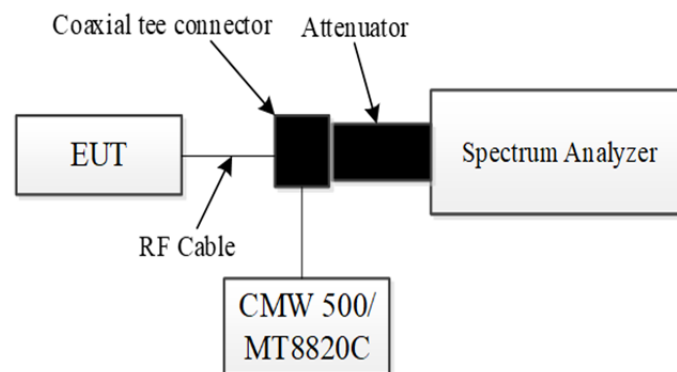 Coaxial tee connector
Attenuator
EUT
Spectrum Analyzer
RF Cable
CMW 500/
MT8820C